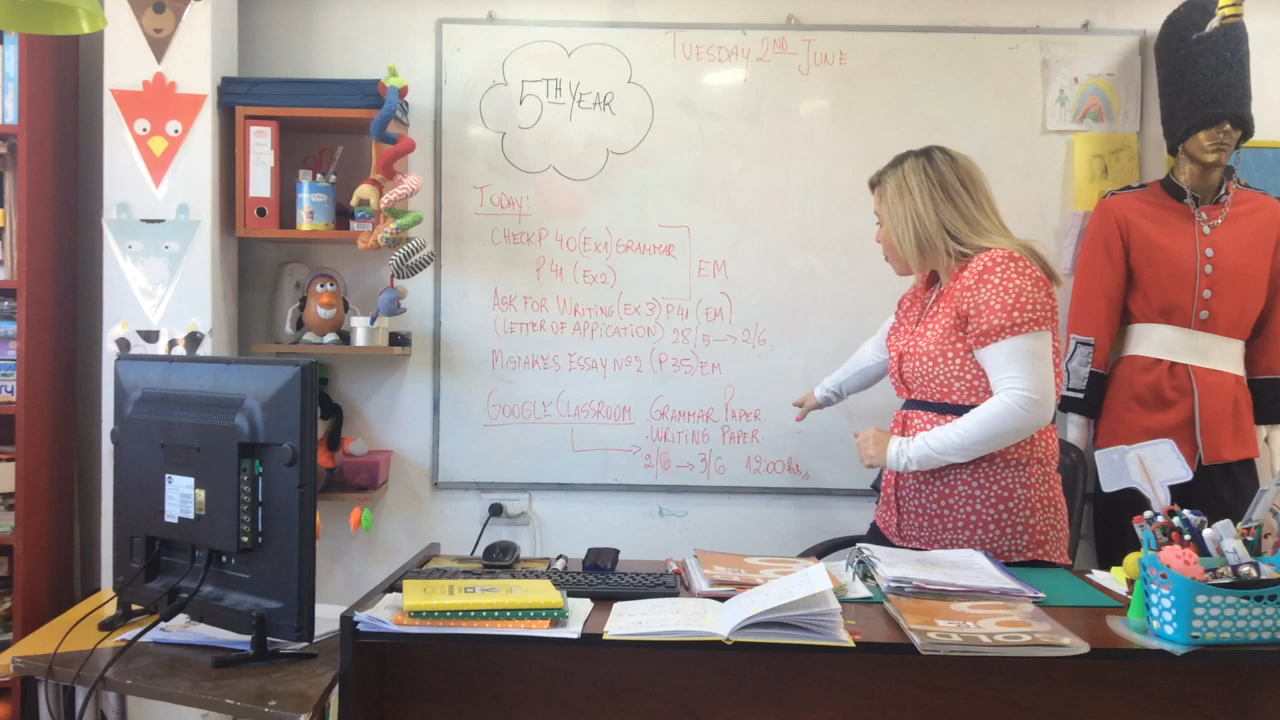 TUESDAY 2ND JUNE
5TH YEAR
TODAY:
· CHECK P 40 (EX1) GRAMMAR
P 41 (EX2)
EM
· ASK FOR WRITING (EX 3) P41 (EM)
(LETTER OF APPICATION) 28/5 → 2/6.
· MISTAKES ESSAY Nº2 (P 35) EM
· GOOGLE CLASSROOM · GRAMMAR PAPER.
· WRITING PAPER.
2/6 → 3/6 12:00 hs,,
GOLD